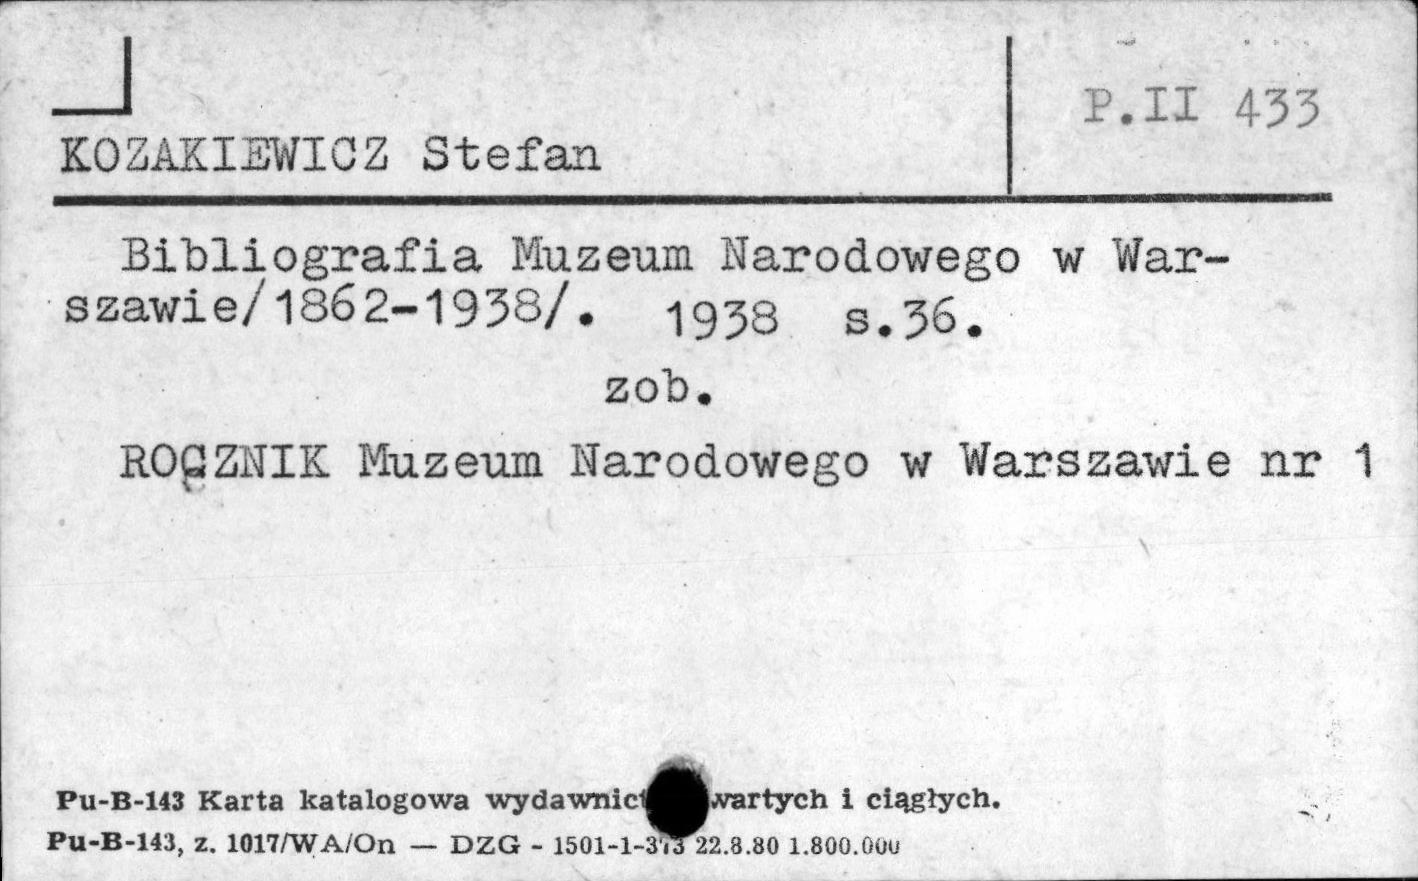 P.II 433
KOZAKIEWICZ Stefan
Bibliografia Muzeum Narodowego w War-
szawie/1862-1938/. 1938 s.36.
zob.
ROCZNIK Muzeum Narodowego w Warszawie nr 1
Pu-B-143 Karta katalogowa wartych i ciągłych.
Pu-B-143, z. 1017/WA/On — DZG - 1501-1-373 22.8.80 1.800.000